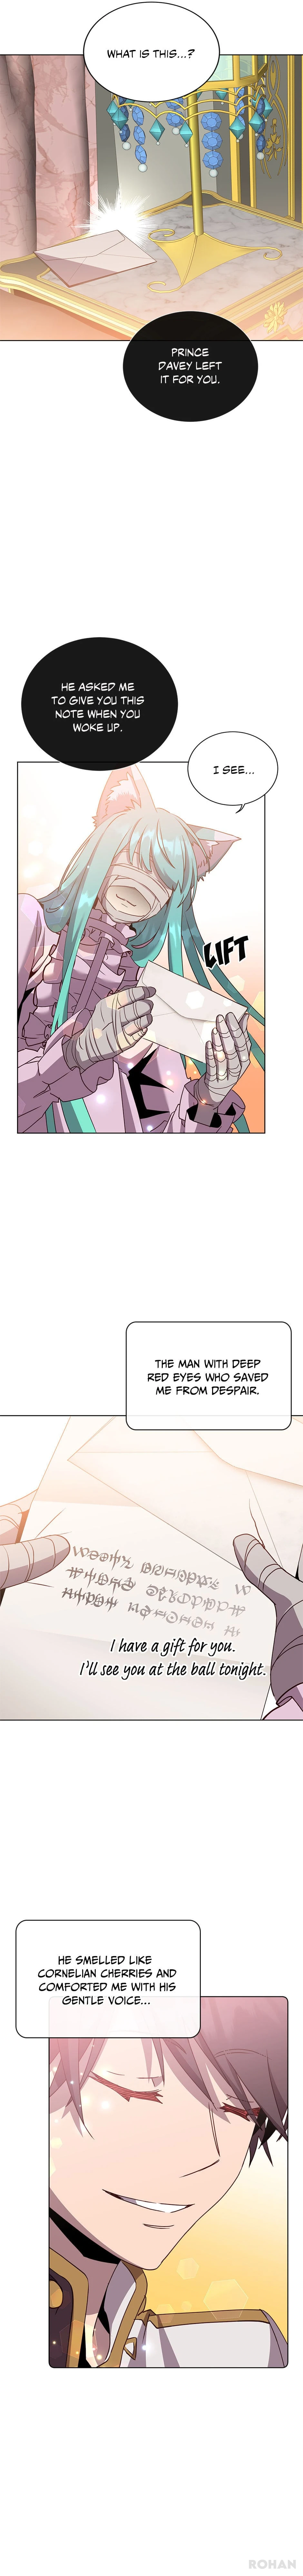 WHAT IS THIS...?
PRINCE
DAVEY LEFT
IT FOR YOU.
HE ASKED ME
TO GIVE YOU THIS
NOTE WHEN YOU
WOKE UP.
I SEE...
LIFT
THE MAN WITH DEEP
RED EYES WHO SAVED
ME FROM DESPAIR.
I have a gift for you.
I'll see you at the ball tonight.
HE SMELLED LIKE
CORNELIAN CHERRIES AND
COMFORTED ME WITH HIS
GENTLE VOICE...
ROHAN